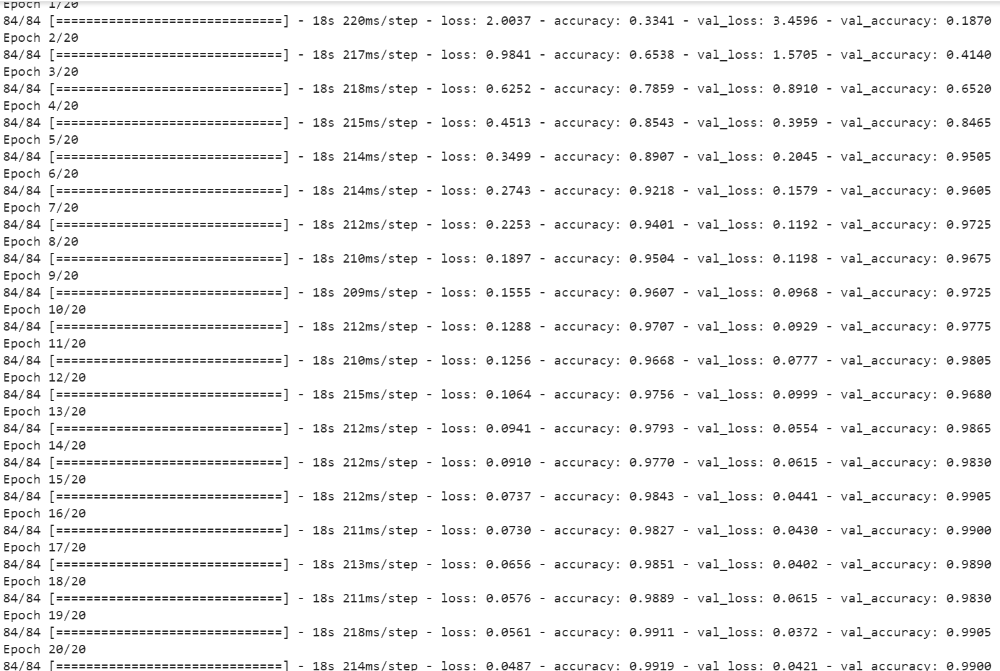 Epoch 1/20
84/84 [==============================] - 18s 220ms/step - loss: 2.0037 - accuracy: 0.3341 - val_loss: 3.4596 - val_accuracy: 0.1870
Epoch 2/20
84/84 [==============================] - 18s 217ms/step - loss: 0.9841 - accuracy: 0.6538 - val_loss: 1.5705 - val_accuracy: 0.4140
Epoch 3/20
84/84 [==============================] - 18s 218ms/step - loss: 0.6252 - accuracy: 0.7859 - val_loss: 0.8910 - val_accuracy: 0.6520
Epoch 4/20
84/84 [==============================] - 18s 215ms/step - loss: 0.4513 - accuracy: 0.8543 - val_loss: 0.3959 - val_accuracy: 0.8465
Epoch 5/20
84/84 [==============================] - 18s 214ms/step - loss: 0.3499 - accuracy: 0.8907 - val_loss: 0.2045 - val_accuracy: 0.9505
Epoch 6/20
84/84 [==============================] - 18s 214ms/step - loss: 0.2743 - accuracy: 0.9218 - val_loss: 0.1579 - val_accuracy: 0.9605
Epoch 7/20
84/84 [==============================] - 18s 212ms/step - loss: 0.2253 - accuracy: 0.9401 - val_loss: 0.1192 - val_accuracy: 0.9725
Epoch 8/20
84/84 [==============================] - 18s 210ms/step - loss: 0.1897 - accuracy: 0.9504 - val_loss: 0.1198 - val_accuracy: 0.9675
Epoch 9/20
84/84 [==============================] - 18s 209ms/step - loss: 0.1555 - accuracy: 0.9607 - val_loss: 0.0968 - val_accuracy: 0.9725
Epoch 10/20
84/84 [==============================] - 18s 212ms/step - loss: 0.1288 - accuracy: 0.9707 - val_loss: 0.0929 - val_accuracy: 0.9775
Epoch 11/20
84/84 [==============================] - 18s 210ms/step - loss: 0.1256 - accuracy: 0.9668 - val_loss: 0.0777 - val_accuracy: 0.9805
Epoch 12/20
84/84 [==============================] - 18s 215ms/step - loss: 0.1064 - accuracy: 0.9756 - val_loss: 0.0999 - val_accuracy: 0.9680
Epoch 13/20
84/84 [==============================] - 18s 212ms/step - loss: 0.0941 - accuracy: 0.9793 - val_loss: 0.0554 - val_accuracy: 0.9865
Epoch 14/20
84/84 [==============================] - 18s 212ms/step - loss: 0.0910 - accuracy: 0.9770 - val_loss: 0.0615 - val_accuracy: 0.9830
Epoch 15/20
84/84 [==============================] - 18s 212ms/step - loss: 0.0737 - accuracy: 0.9843 - val_loss: 0.0441 - val_accuracy: 0.9905
Epoch 16/20
84/84 [==============================] - 18s 211ms/step - loss: 0.0730 - accuracy: 0.9827 - val_loss: 0.0430 - val_accuracy: 0.9900
Epoch 17/20
84/84 [==============================] - 18s 213ms/step - loss: 0.0656 - accuracy: 0.9851 - val_loss: 0.0402 - val_accuracy: 0.9890
Epoch 18/20
84/84 [==============================] - 18s 211ms/step - loss: 0.0576 - accuracy: 0.9889 - val_loss: 0.0615 - val_accuracy: 0.9830
Epoch 19/20
84/84 [==============================] - 18s 218ms/step - loss: 0.0561 - accuracy: 0.9911 - val_loss: 0.0372 - val_accuracy: 0.9905
Epoch 20/20
84/84 [==============================] - 18s 214ms/step - loss: 0.0487 - accuracy: 0.9919 - val_loss: 0.0421 - val_accuracy: 0.9900